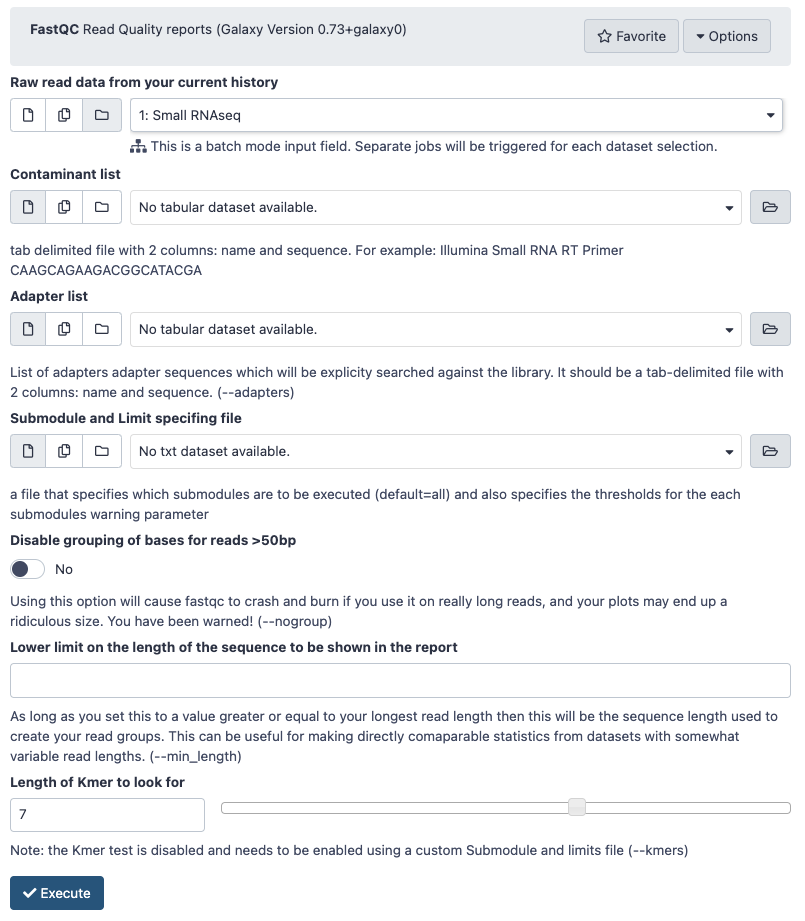 FastQC Read Quality reports (Galaxy Version 0.73+galaxy0)
Favorite
Options
Raw read data from your current history
1: Small RNAseq
This is a batch mode input field. Separate jobs will be triggered for each dataset selection.
Contaminant list
No tabular dataset available.
tab delimited file with 2 columns: name and sequence. For example: Illumina Small RNA RT Primer
CAAGCAGAAGACGGCATACGA
Adapter list
No tabular dataset available.
List of adapters adapter sequences which will be explicity searched against the library. It should be a tab-delimited file with
2 columns: name and sequence. (--adapters)
Submodule and Limit specifing file
No txt dataset available.
a file that specifies which submodules are to be executed (default=all) and also specifies the thresholds for the each
submodules warning parameter
Disable grouping of bases for reads >50bp
No
Using this option will cause fastqc to crash and burn if you use it on really long reads, and your plots may end up a
ridiculous size. You have been warned! (--nogroup)
Lower limit on the length of the sequence to be shown in the report
As long as you set this to a value greater or equal to your longest read length then this will be the sequence length used to
create your read groups. This can be useful for making directly comaparable statistics from datasets with somewhat
variable read lengths. (--min_length)
Length of Kmer to look for
7
Note: the Kmer test is disabled and needs to be enabled using a custom Submodule and limits file (--kmers)
Execute